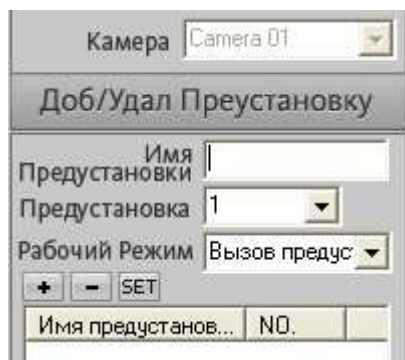 Камера Camera 01
Доб/Удал Преустановку
Имя
Предустановки
Предустановка 1
Рабочий Режим Вызов предус
+ - SET
Имя предустанов... NO.